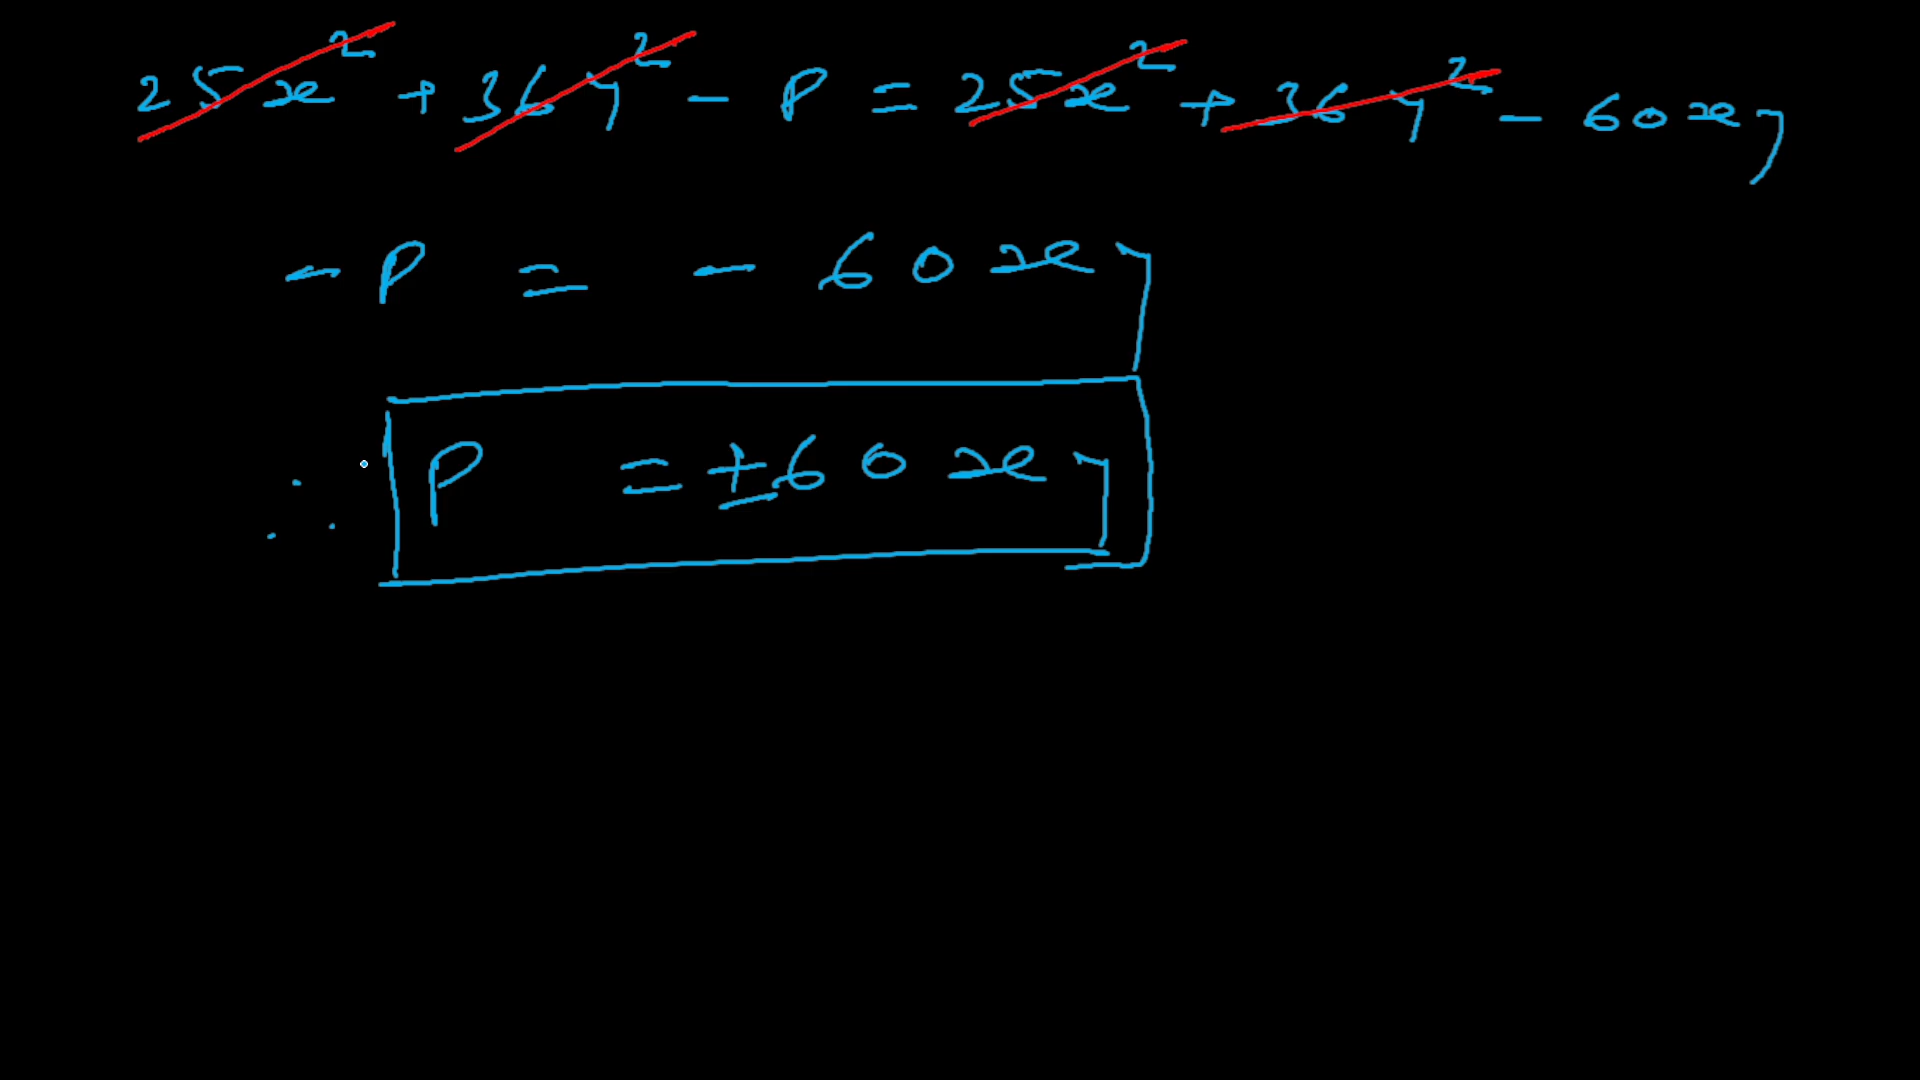 25x² + 36y² - P = 25x² + 36y² - 60xy
- P = - 60xy
∴ P = ±60xy